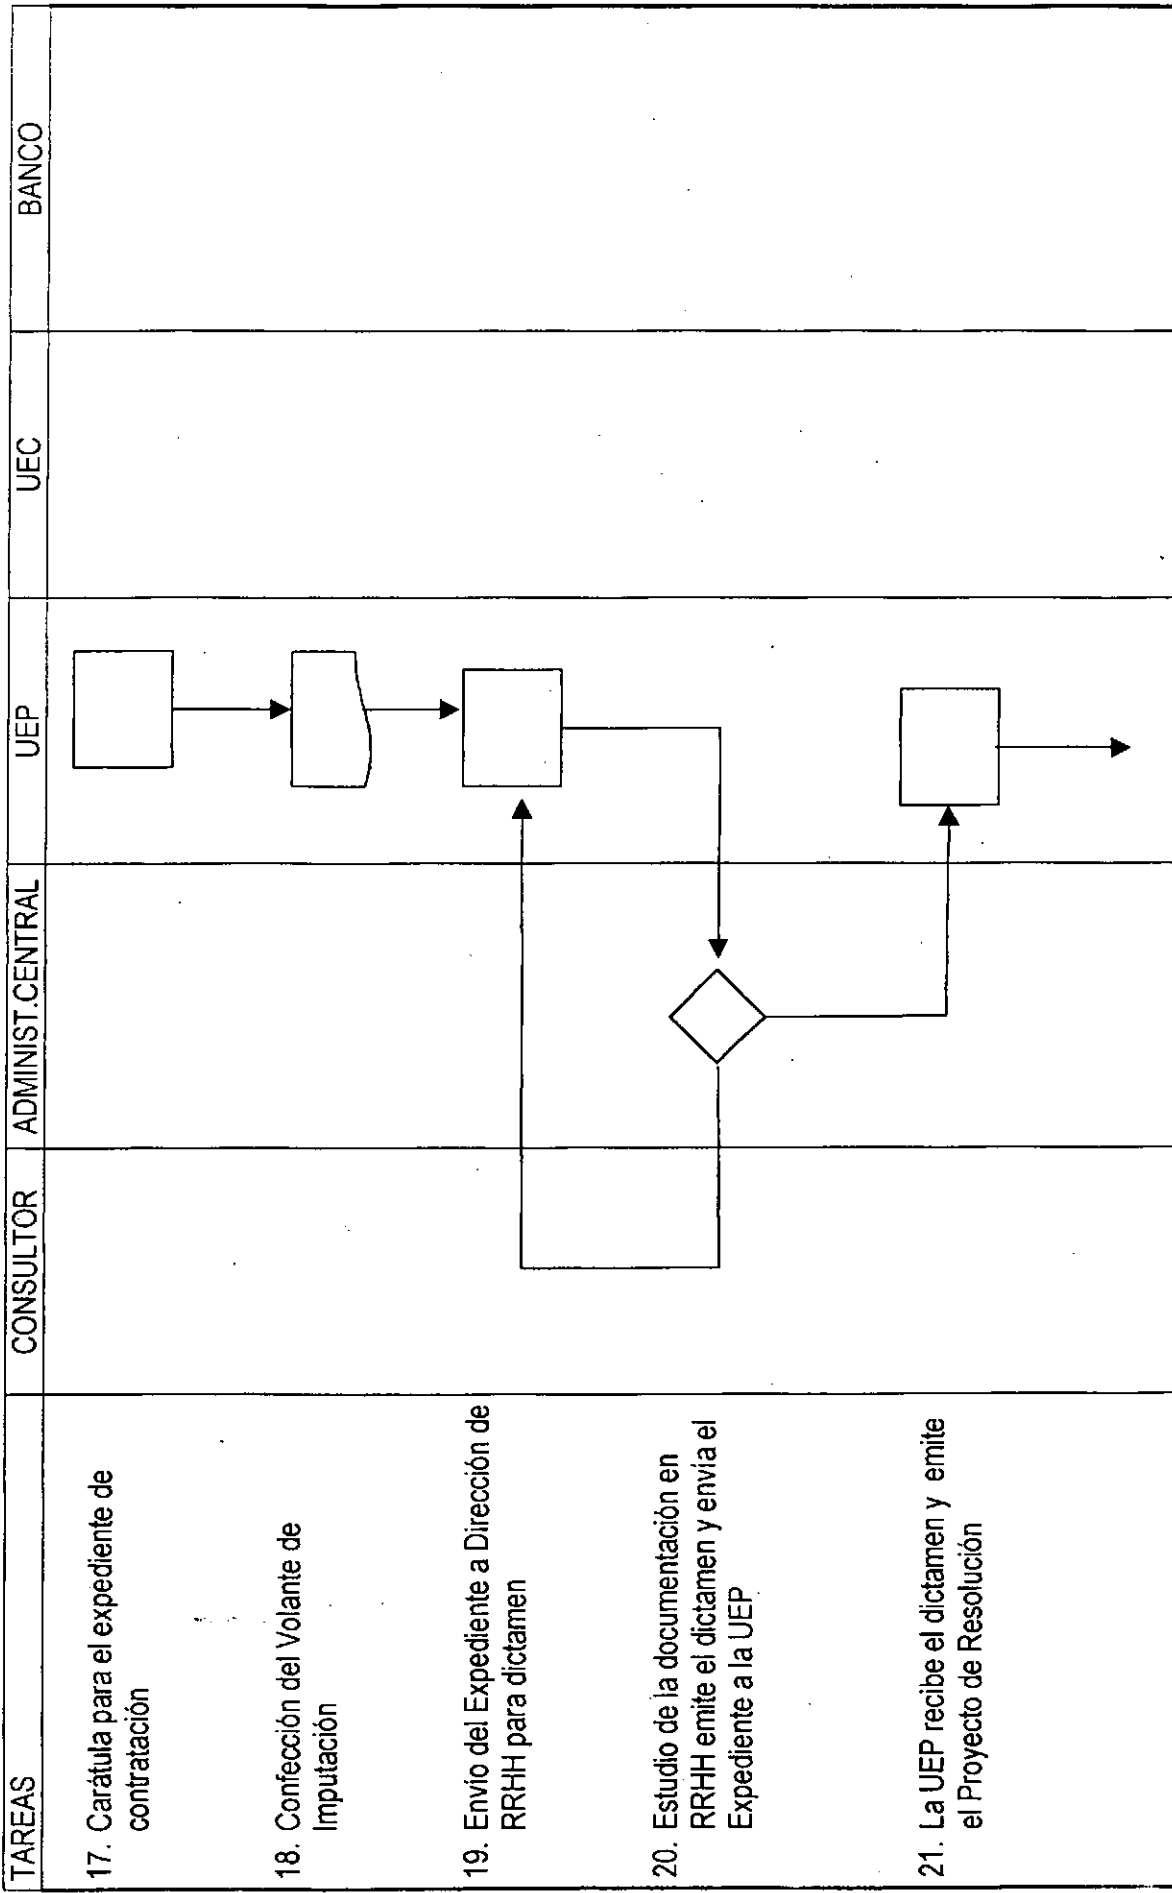 TAREAS
CONSULTOR
ADMINIST.CENTRAL
UEP
UEC
BANCO
17. Carátula para el expediente de
contratación
18. Confección del Volante de
Imputación
19. Envío del Expediente a Dirección de
RRHH para dictamen
20. Estudio de la documentación en
RRHH emite el dictamen y envía el
Expediente a la UEP
21. La UEP recibe el dictamen y emite
el Proyecto de Resolución